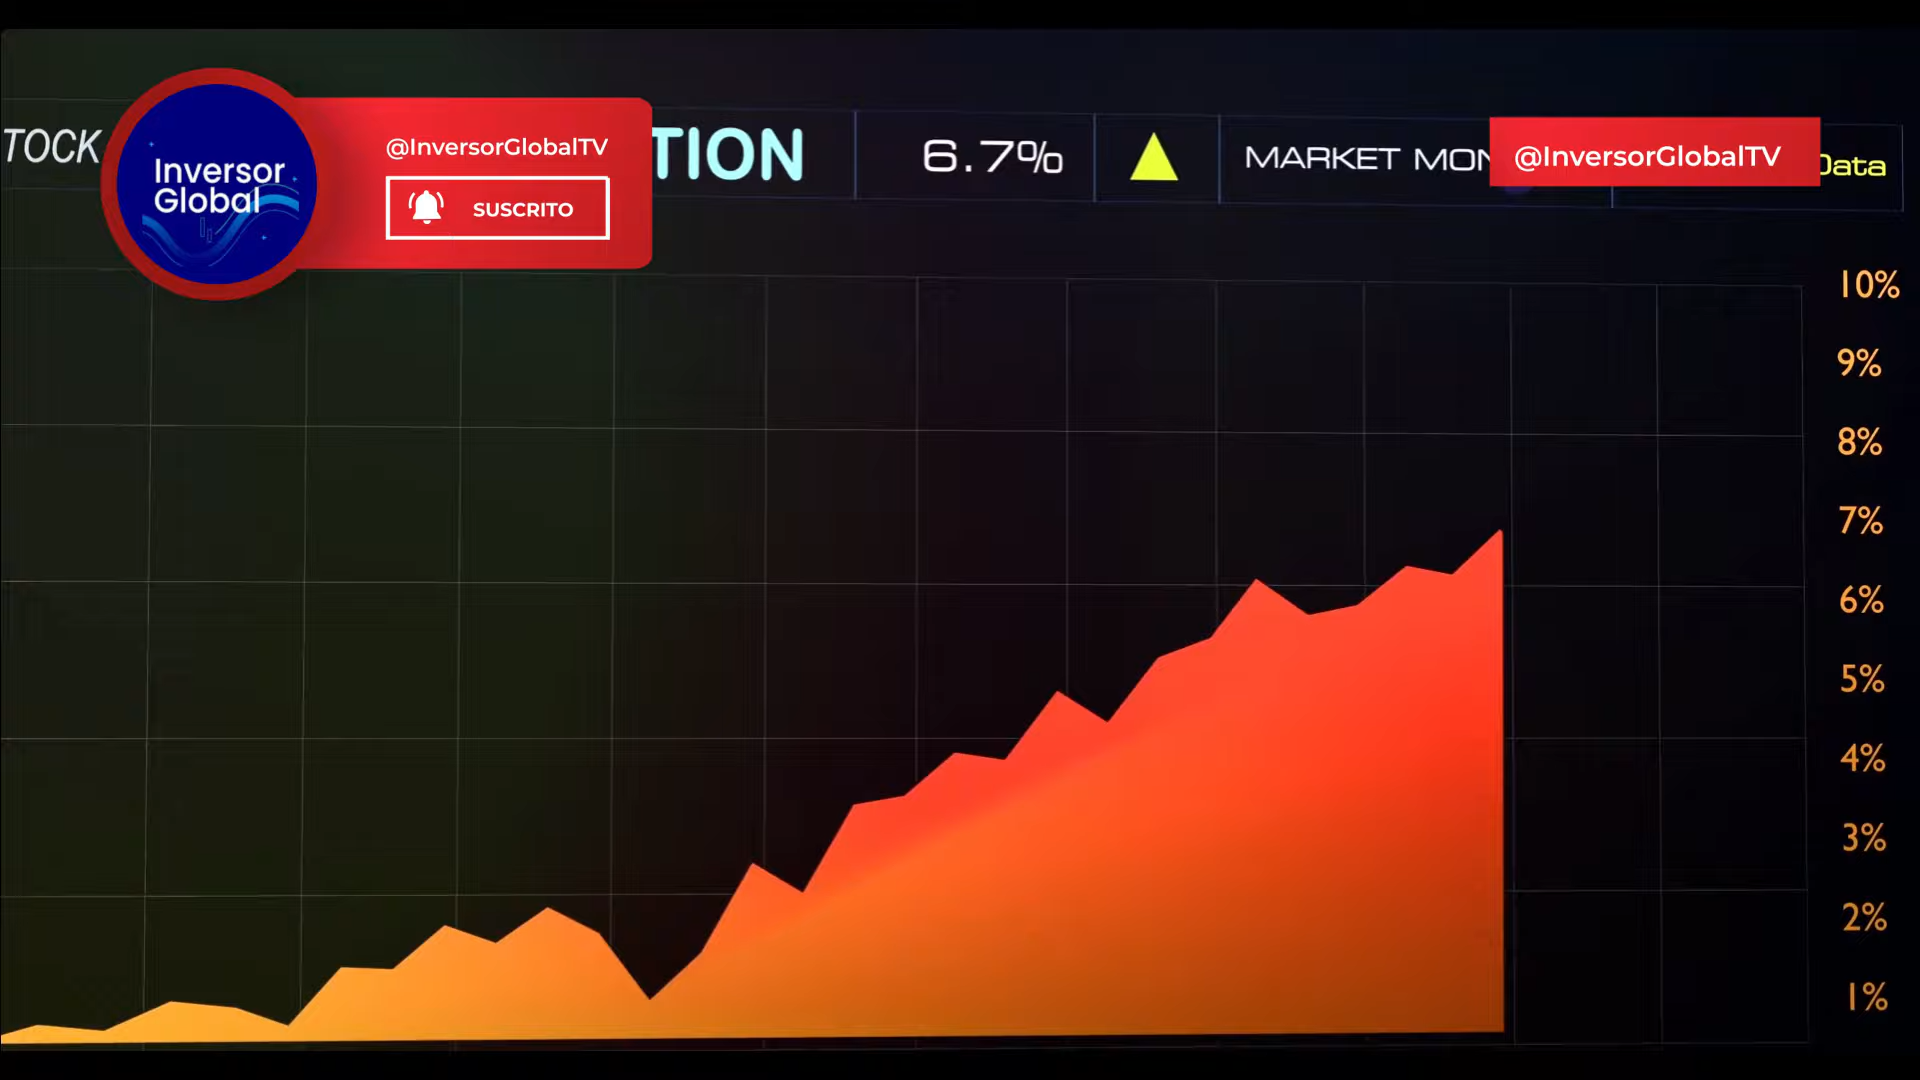 TOCK
Inversor
Global
@InversorGlobalTV
SUSCRITO
TION
6.7%
MARKET MON
@InversorGlobalTV
Data
10%
9%
8%
7%
6%
5%
4%
3%
2%
1%